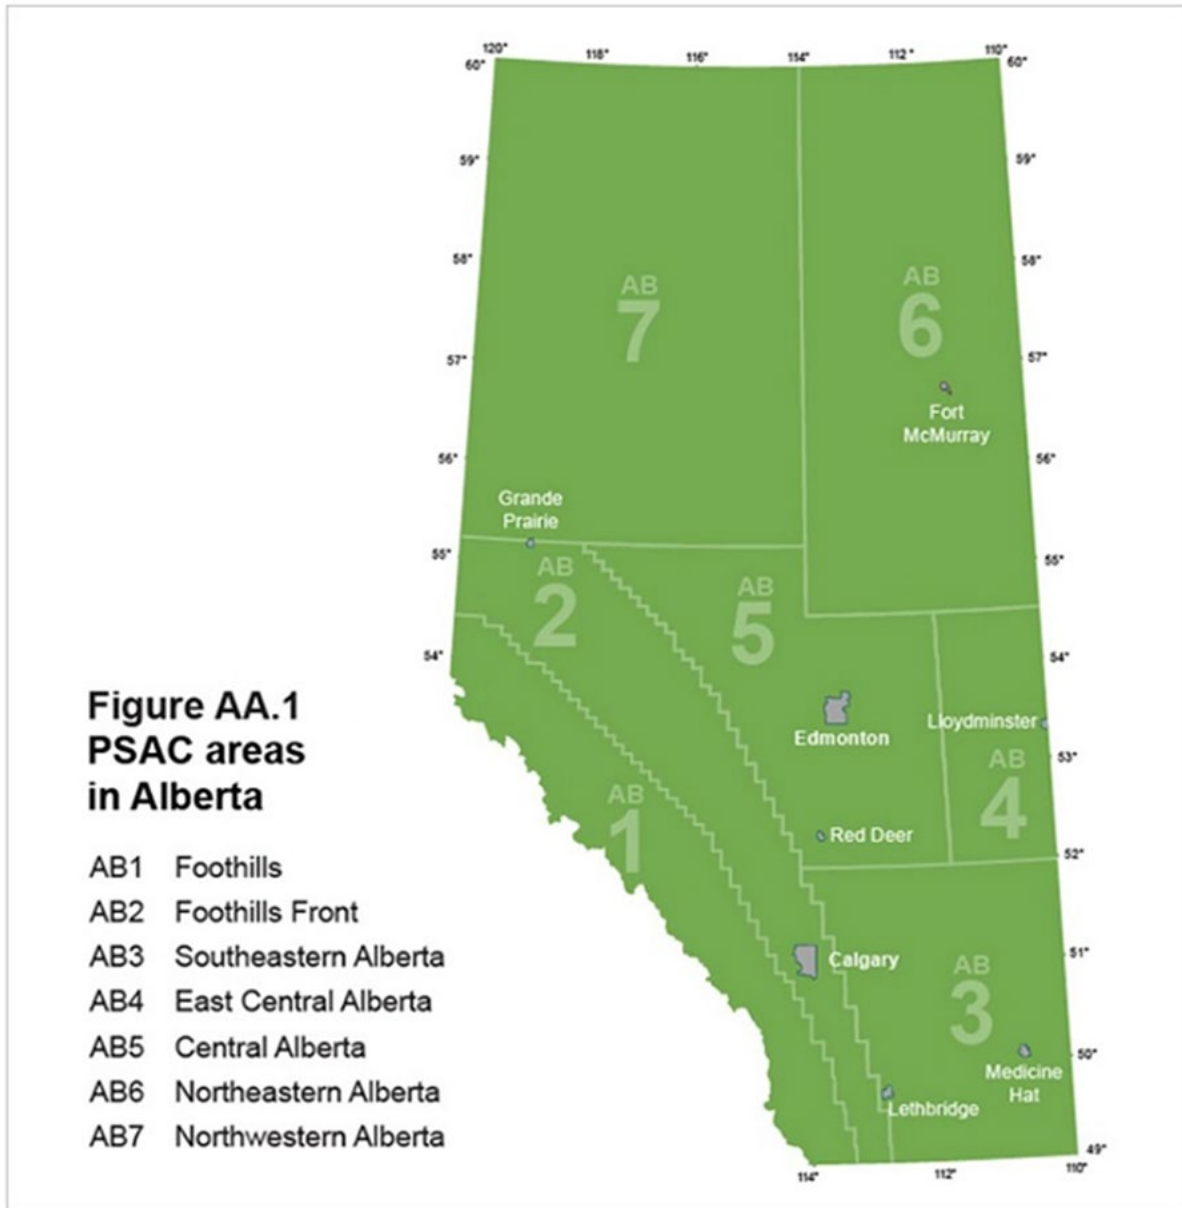 120° 118° 116° 114° 112° 110°
60° 60°
59° 59°
58° 58°
AB
7
AB
6
57° 57°
Fort
McMurray
56° 56°
Grande
Prairie
55° 55°
AB
2
AB
5
54° 54°
Edmonton
Lloydminster
53°
AB
4
AB
1
Red Deer
52°
Calgary
51°
AB
3
50°
Medicine
Hat
Lethbridge
49°
114° 112° 110°
Figure AA.1
PSAC areas
in Alberta
AB1 Foothills
AB2 Foothills Front
AB3 Southeastern Alberta
AB4 East Central Alberta
AB5 Central Alberta
AB6 Northeastern Alberta
AB7 Northwestern Alberta